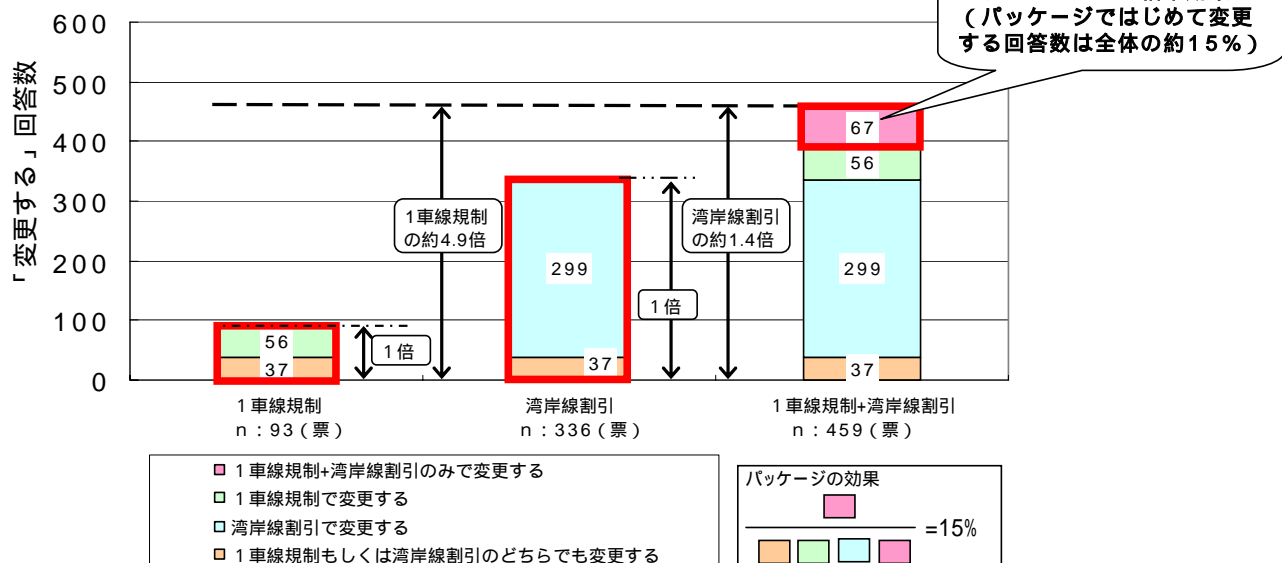 (パッケージではじめて変更
する回答数は全体の約15%)
「変更する」回答数
600
500
400
300
200
100
0
1車線規制
の約4.9倍
湾岸線割引
の約1.4倍
1倍
1倍
56
37
299
37
67
56
299
37
1車線規制
n:93(票)
湾岸線割引
n:336(票)
1車線規制+湾岸線割引
n:459(票)
1車線規制+湾岸線割引のみで変更する
1車線規制で変更する
湾岸線割引で変更する
1車線規制もしくは湾岸線割引のどちらでも変更する
パッケージの効果
=15%